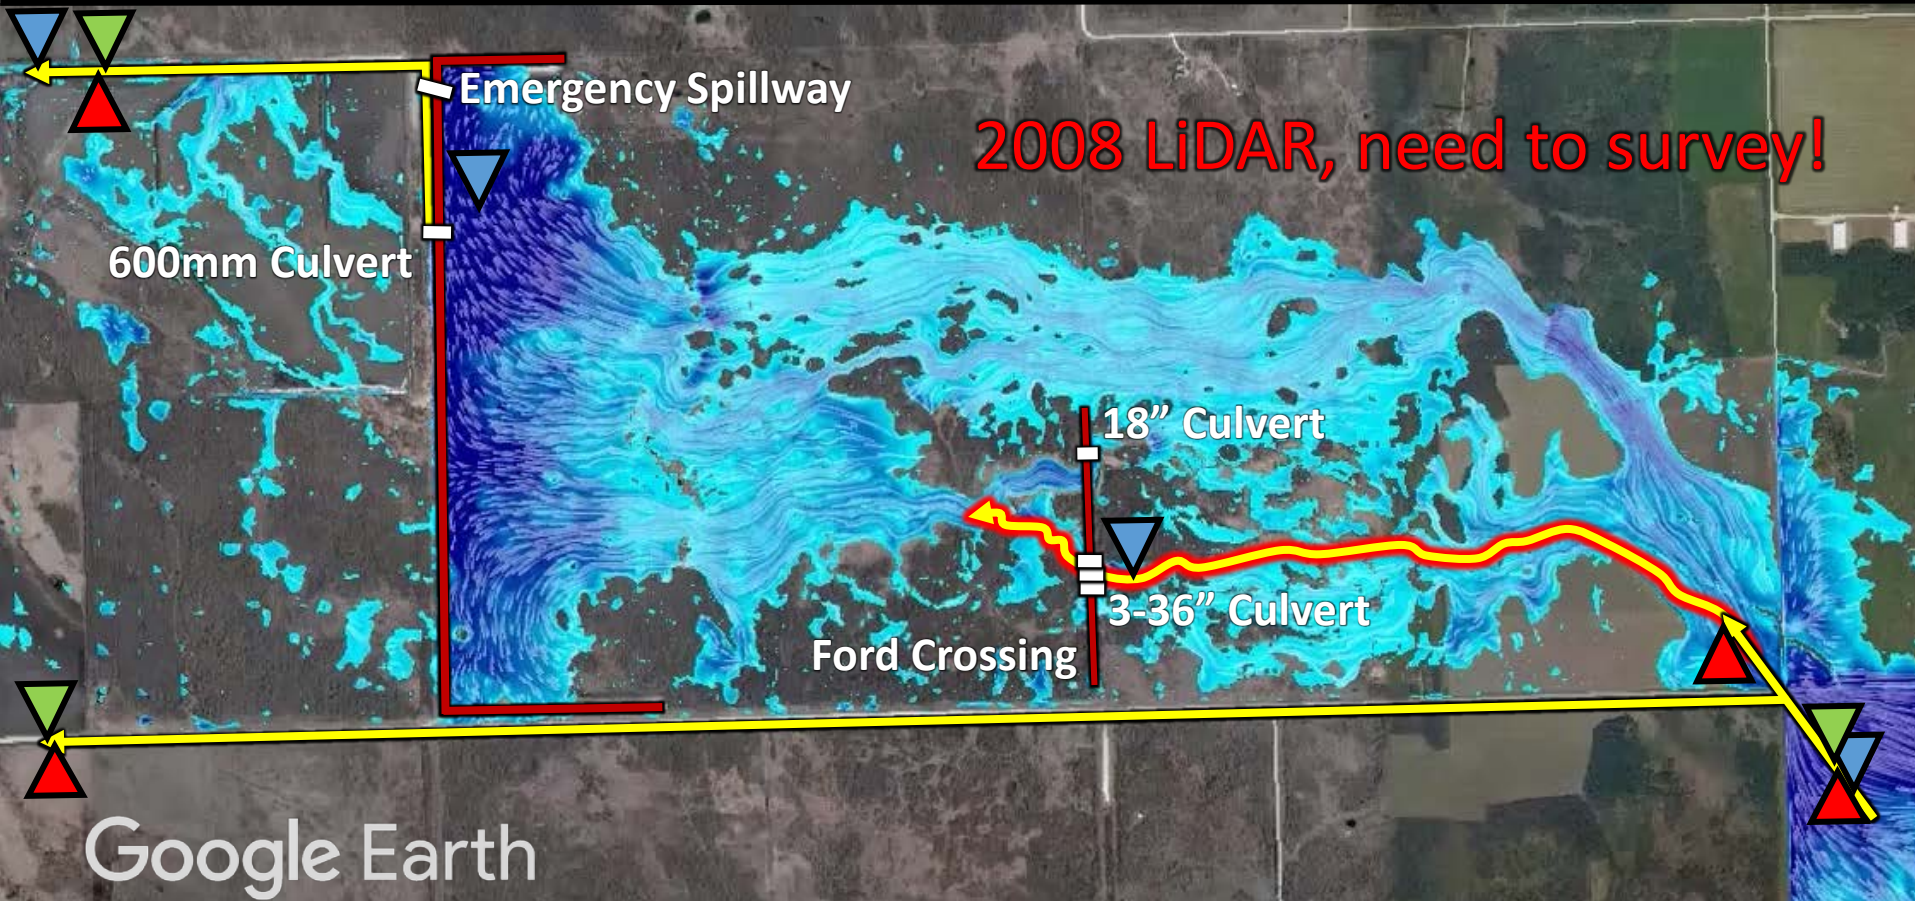 Emergency Spillway
2008 LiDAR, need to survey!
600mm Culvert
18” Culvert
3-36” Culvert
Ford Crossing
Google Earth